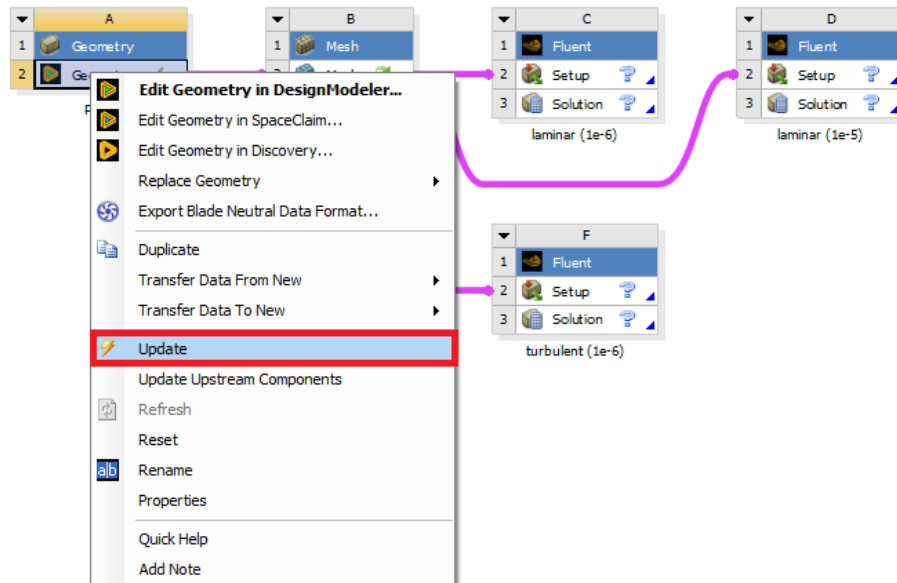 A
1 Geometry
2
B
1 Mesh
C
1 Fluent
2 Setup
3 Solution
laminar (1e-6)
D
1 Fluent
2 Setup
3 Solution
laminar (1e-5)
F
1 Fluent
2 Setup
3 Solution
turbulent (1e-6)
Edit Geometry in DesignModeler...
Edit Geometry in SpaceClaim...
Edit Geometry in Discovery...
Replace Geometry
Export Blade Neutral Data Format...
Duplicate
Transfer Data From New
Transfer Data To New
Update
Update Upstream Components
Refresh
Reset
a|b Rename
Properties
Quick Help
Add Note